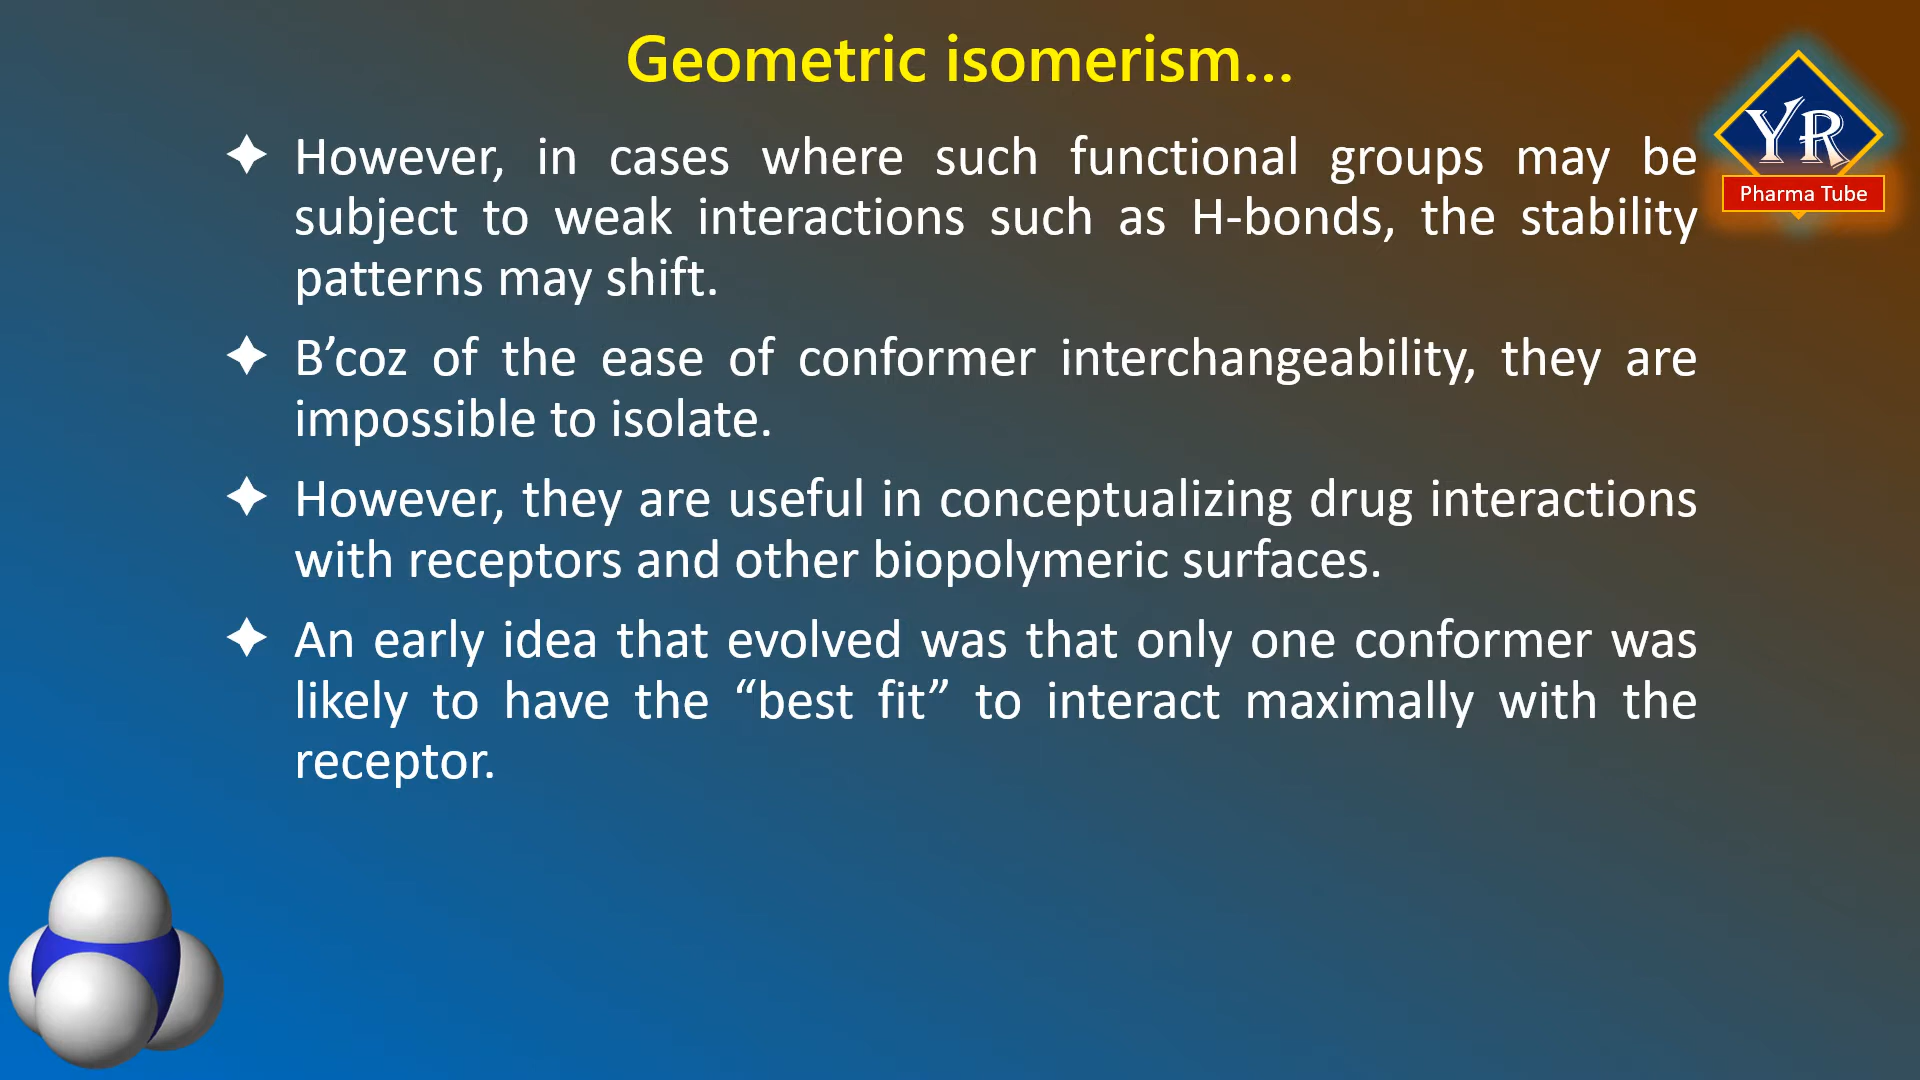 Geometric isomerism...
However, in cases where such functional groups may be
subject to weak interactions such as H-bonds, the stability
patterns may shift.
B’coz of the ease of conformer interchangeability, they are
impossible to isolate.
However, they are useful in conceptualizing drug interactions
with receptors and other biopolymeric surfaces.
An early idea that evolved was that only one conformer was
likely to have the “best fit” to interact maximally with the
receptor.
YR
Pharma Tube